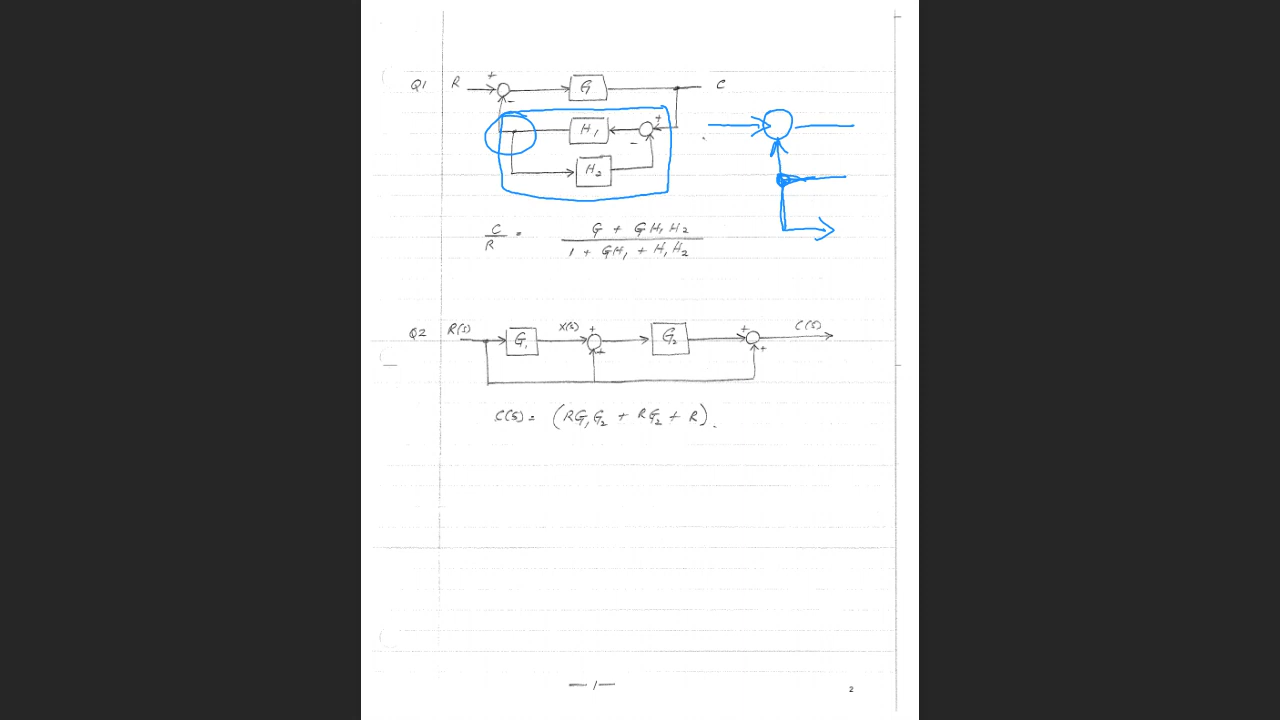 Q1 R + - G C
H1 + -
H2
C/R = (G + GH1H2)/(1 + GH1 + H1H2)
Q2 R(s) G1 X(s) + + G2 + + C(s)
C(s) = (RG1G2 + RG2 + R).
— 1 —
2